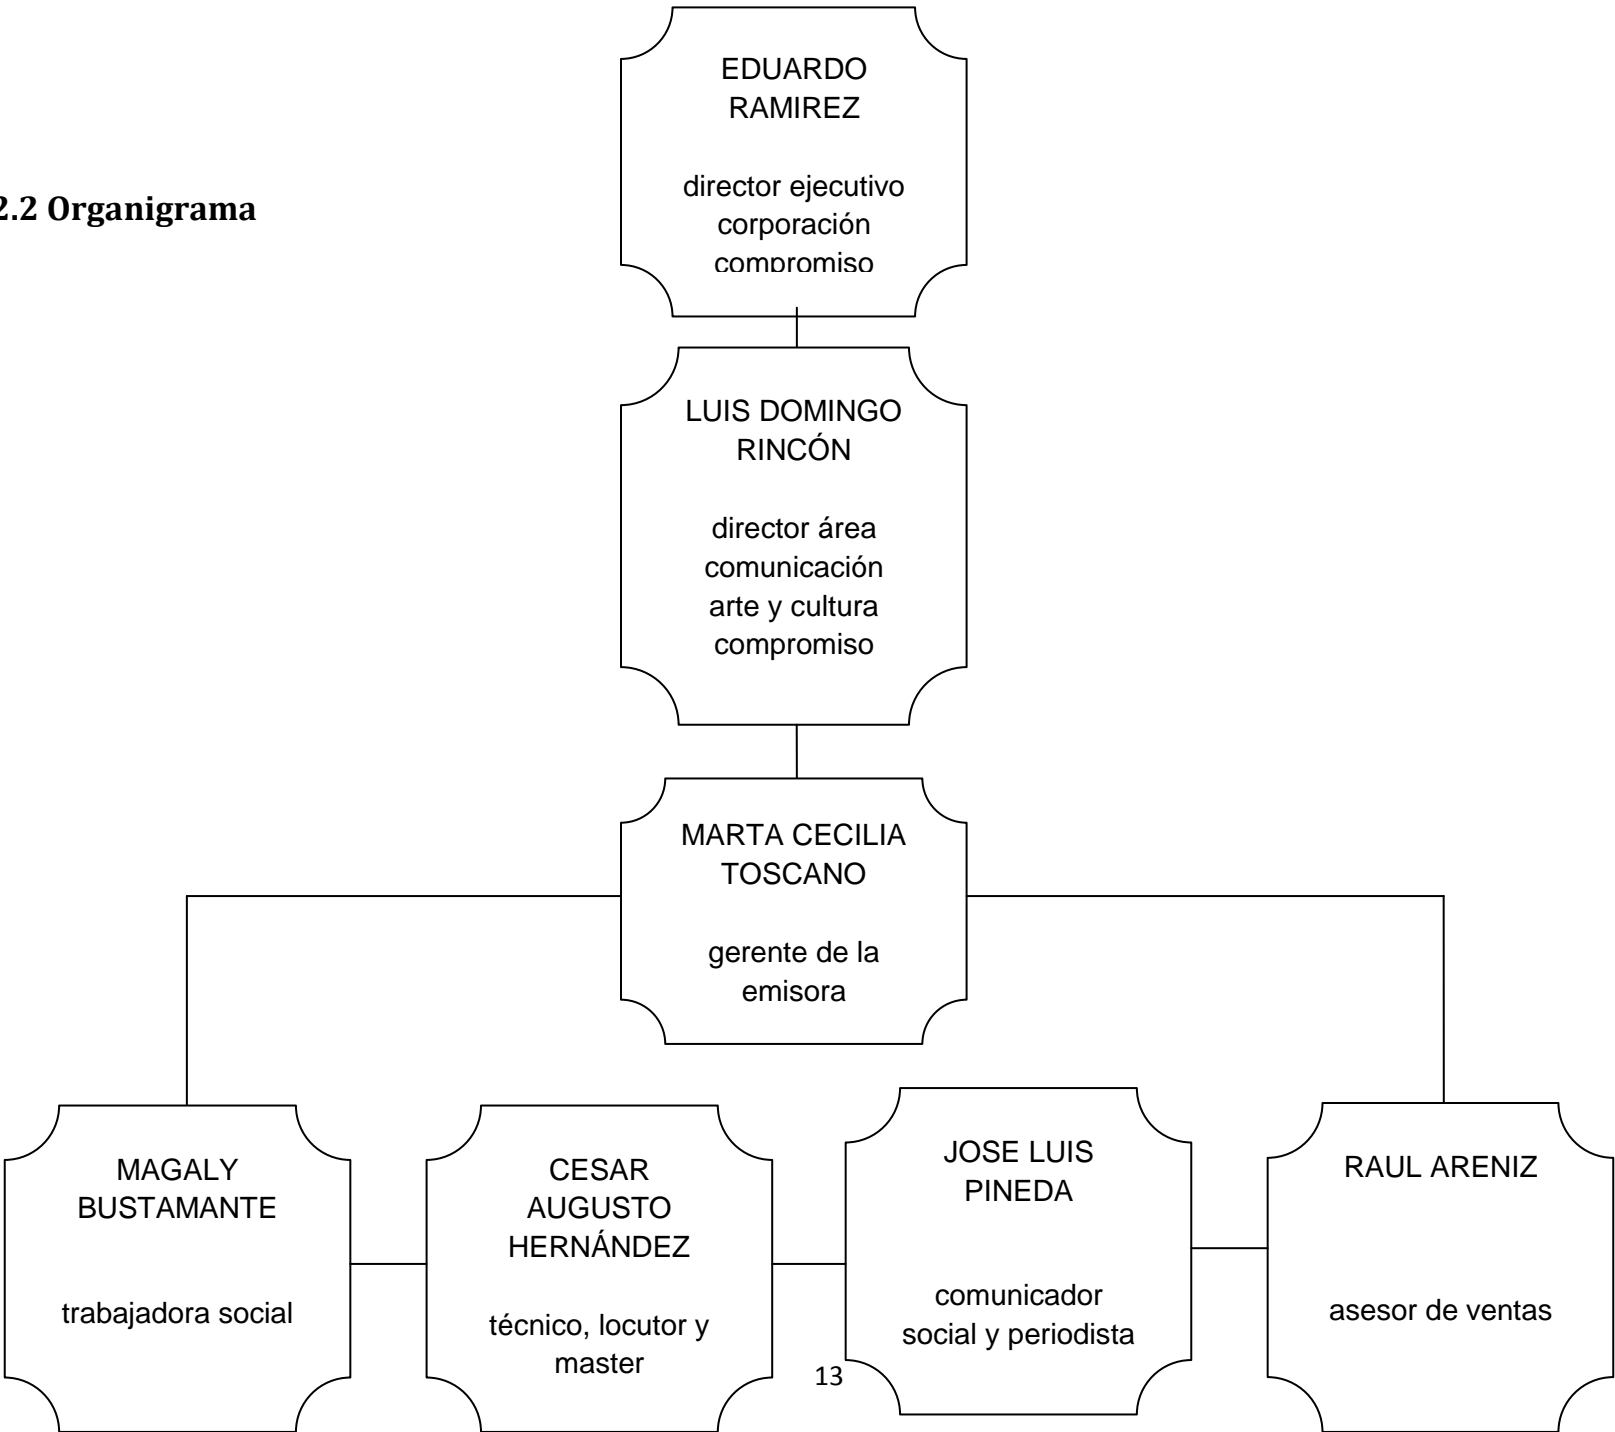 EDUARDO
RAMIREZ
director ejecutivo
corporación
compromiso
2.2 Organigrama
LUIS DOMINGO
RINCÓN
director área
comunicación
arte y cultura
compromiso
MARTA CECILIA
TOSCANO
gerente de la
emisora
MAGALY
BUSTAMANTE
trabajadora social
CESAR
AUGUSTO
HERNÁNDEZ
técnico, locutor y
master
JOSE LUIS
PINEDA
comunicador
social y periodista
RAUL ARENIZ
asesor de ventas
13